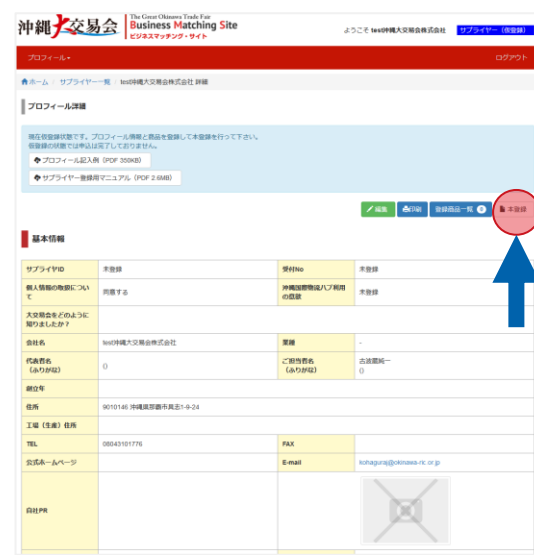 沖縄大交易会 The Great Okinawa Trade Fair
Business Matching Site
ビジネスマッチング・サイト
ようこそ test沖縄大交易会株式会社 サプライヤー（仮登録）
プロフィール ログアウト
ホーム / サプライヤー一覧 / test沖縄大交易会株式会社 詳細
プロフィール詳細
現在仮登録状態です。プロフィール情報と商品を登録して本登録を行って下さい。
仮登録の状態では申込は完了しておりません。
プロフィール記入例（PDF 350KB）
サプライヤー登録用マニュアル（PDF 2.6MB）
編集 印刷 登録商品一覧 0 本登録
基本情報
サプライヤID 未登録 受付No 未登録
個人情報の取扱について 同意する 沖縄国際物流ハブ利用の意欲 未登録
大交易会をどのように知りましたか？
会社名 test沖縄大交易会株式会社 業種 -
代表者名（ふりがな） () ご担当者名（ふりがな） 古波蔵純一 ()
創立年
住所 9010146 沖縄県那覇市具志1-9-24
工場（生産）住所
TEL 08043101776 FAX
公式ホームページ E-mail kohaguraj@okinawa-ric.or.jp
自社PR